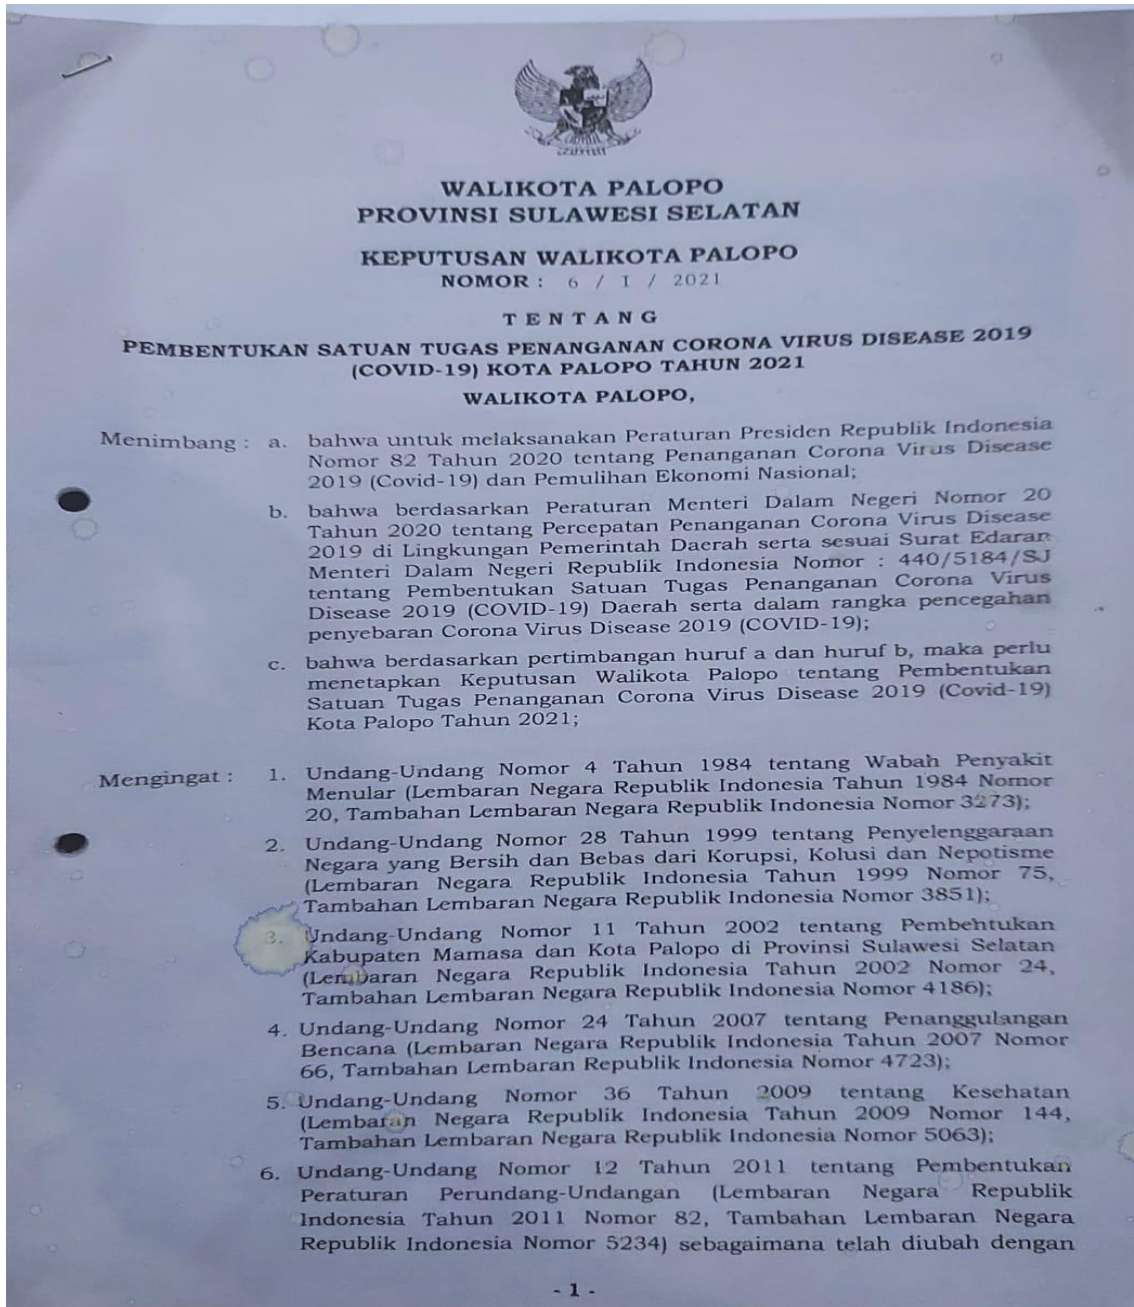 WALIKOTA PALOPO
PROVINSI SULAWESI SELATAN
KEPUTUSAN WALIKOTA PALOPO
NOMOR : 6 / I / 2021
T E N T A N G
PEMBENTUKAN SATUAN TUGAS PENANGANAN CORONA VIRUS DISEASE 2019
(COVID-19) KOTA PALOPO TAHUN 2021
WALIKOTA PALOPO,
Menimbang : a. bahwa untuk melaksanakan Peraturan Presiden Republik Indonesia
Nomor 82 Tahun 2020 tentang Penanganan Corona Virus Disease
2019 (Covid-19) dan Pemulihan Ekonomi Nasional;
b. bahwa berdasarkan Peraturan Menteri Dalam Negeri Nomor 20
Tahun 2020 tentang Percepatan Penanganan Corona Virus Disease
2019 di Lingkungan Pemerintah Daerah serta sesuai Surat Edaran
Menteri Dalam Negeri Republik Indonesia Nomor : 440/5184/SJ
tentang Pembentukan Satuan Tugas Penanganan Corona Virus
Disease 2019 (COVID-19) Daerah serta dalam rangka pencegahan
penyebaran Corona Virus Disease 2019 (COVID-19);
c. bahwa berdasarkan pertimbangan huruf a dan huruf b, maka perlu
menetapkan Keputusan Walikota Palopo tentang Pembentukan
Satuan Tugas Penanganan Corona Virus Disease 2019 (Covid-19)
Kota Palopo Tahun 2021;
Mengingat : 1. Undang-Undang Nomor 4 Tahun 1984 tentang Wabah Penyakit
Menular (Lembaran Negara Republik Indonesia Tahun 1984 Nomor
20, Tambahan Lembaran Negara Republik Indonesia Nomor 3273);
2. Undang-Undang Nomor 28 Tahun 1999 tentang Penyelenggaraan
Negara yang Bersih dan Bebas dari Korupsi, Kolusi dan Nepotisme
(Lembaran Negara Republik Indonesia Tahun 1999 Nomor 75,
Tambahan Lembaran Negara Republik Indonesia Nomor 3851);
3. Undang-Undang Nomor 11 Tahun 2002 tentang Pembentukan
Kabupaten Mamasa dan Kota Palopo di Provinsi Sulawesi Selatan
(Lembaran Negara Republik Indonesia Tahun 2002 Nomor 24,
Tambahan Lembaran Negara Republik Indonesia Nomor 4186);
4. Undang-Undang Nomor 24 Tahun 2007 tentang Penanggulangan
Bencana (Lembaran Negara Republik Indonesia Tahun 2007 Nomor
66, Tambahan Lembaran Republik Indonesia Nomor 4723);
5. Undang-Undang Nomor 36 Tahun 2009 tentang Kesehatan
(Lembaran Negara Republik Indonesia Tahun 2009 Nomor 144,
Tambahan Lembaran Negara Republik Indonesia Nomor 5063);
6. Undang-Undang Nomor 12 Tahun 2011 tentang Pembentukan
Peraturan Perundang-Undangan (Lembaran Negara Republik
Indonesia Tahun 2011 Nomor 82, Tambahan Lembaran Negara
Republik Indonesia Nomor 5234) sebagaimana telah diubah dengan
- 1 -